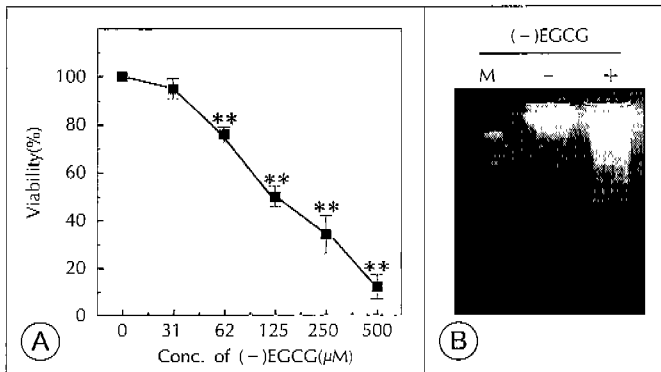 100
80
60
40
20
0
Viability(%)
**
**
**
**
0 31 62 125 250 500
Conc. of (−)EGCG(μM)
A
(−)EGCG
M − +
B